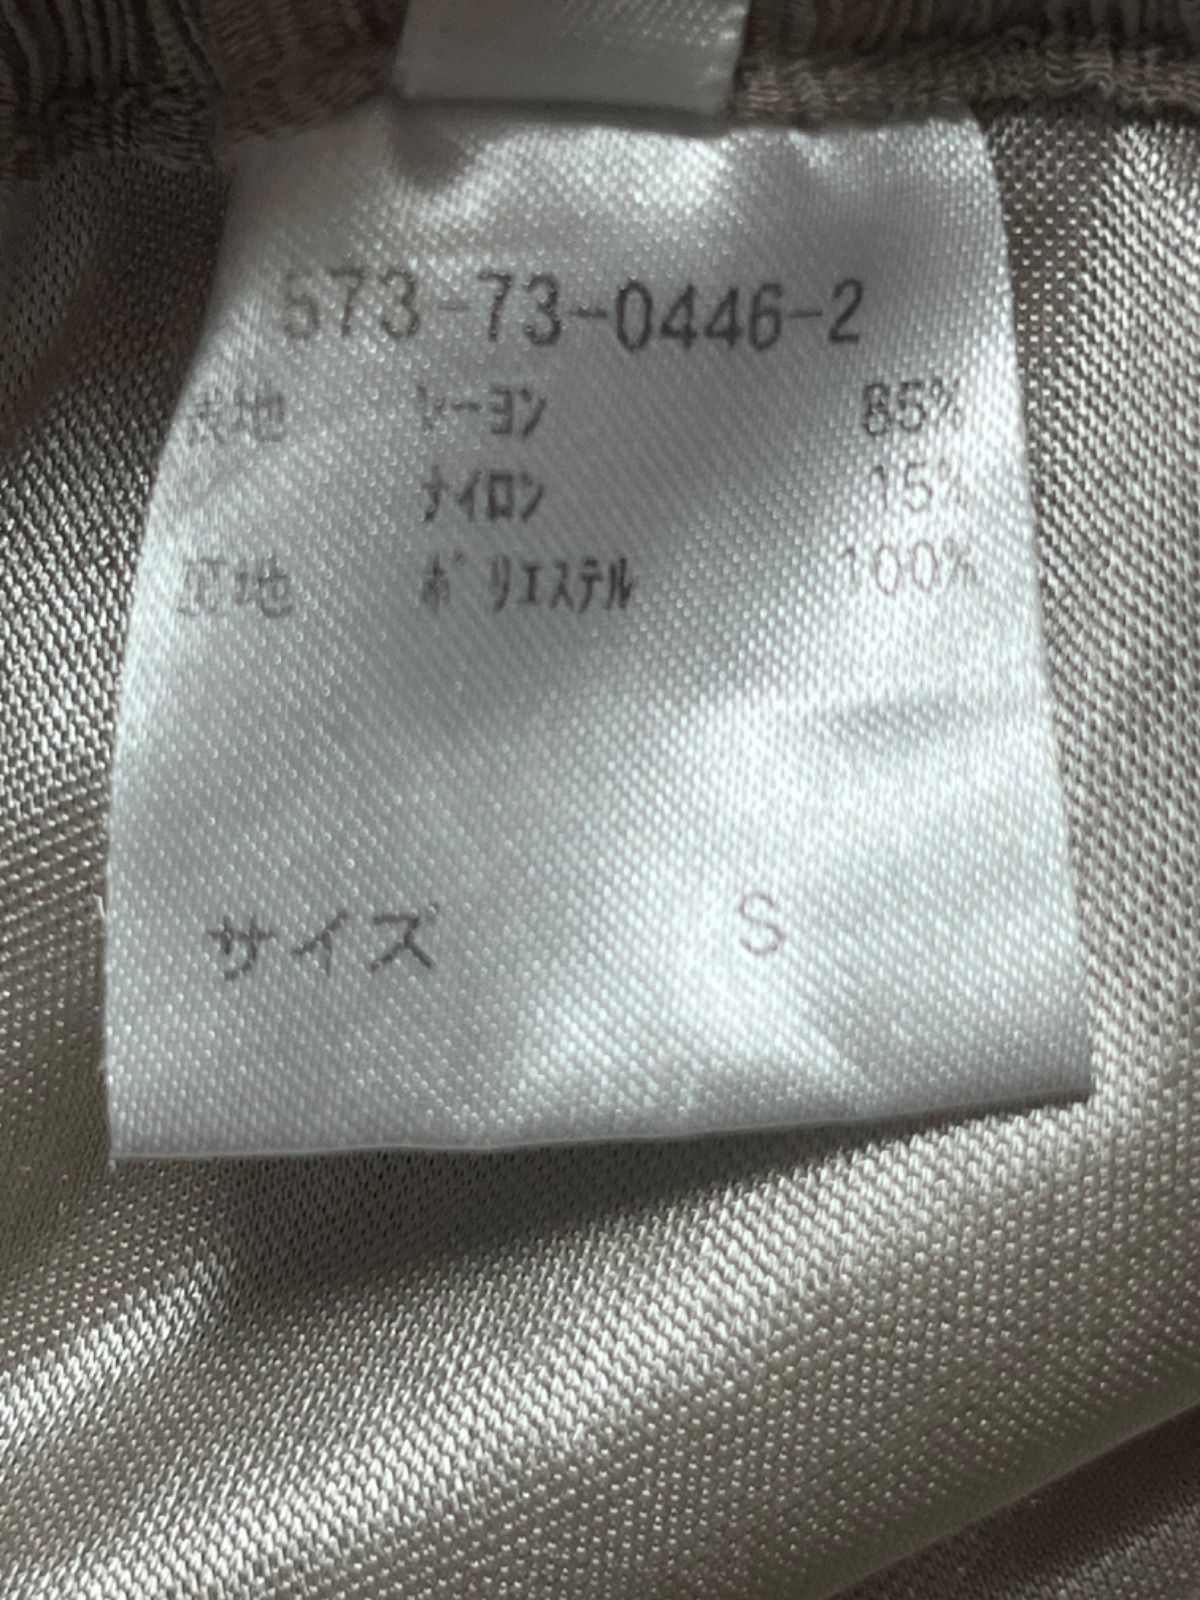 573-73-0446-2
表地 ﾚｰﾖﾝ 85%
ﾅｲﾛﾝ 15%
裏地 ﾎﾟﾘｴｽﾃﾙ 100%
サイズ S